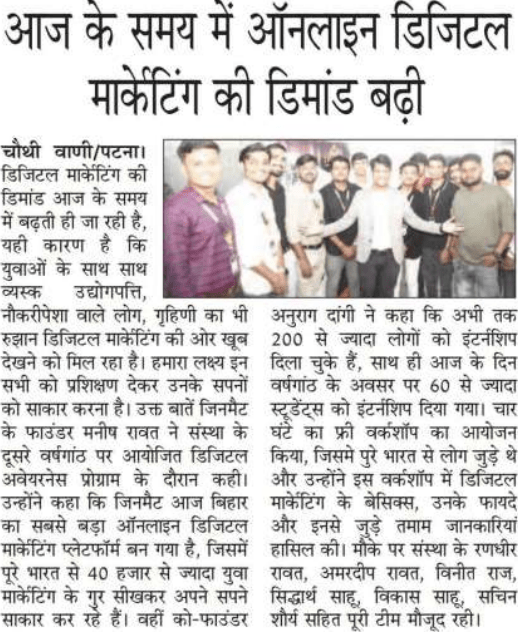 आज के समय में ऑनलाइन डिजिटल
मार्केटिंग की डिमांड बढ़ी
चौथी वाणी/पटना।
डिजिटल मार्केटिंग की
डिमांड आज के समय
में बढ़ती ही जा रही है,
यही कारण है कि
युवाओं के साथ साथ
व्यस्क उद्योगपत्ति,
नौकरीपेशा वाले लोग, गृहिणी का भी
रुझान डिजिटल मार्केटिंग की ओर खूब
देखने को मिल रहा है। हमारा लक्ष्य इन
सभी को प्रशिक्षण देकर उनके सपनों
को साकार करना है। उक्त बातें जिनमैट
के फाउंडर मनीष रावत ने संस्था के
दूसरे वर्षगांठ पर आयोजित डिजिटल
अवेयरनेस प्रोग्राम के दौरान कही।
उन्होंने कहा कि जिनमैट आज बिहार
का सबसे बड़ा ऑनलाइन डिजिटल
मार्केटिंग प्लेटफॉर्म बन गया है, जिसमें
पूरे भारत से 40 हजार से ज्यादा युवा
मार्केटिंग के गुर सीखकर अपने सपने
साकार कर रहे हैं। वहीं को-फाउंडर
अनुराग दांगी ने कहा कि अभी तक
200 से ज्यादा लोगों को इंटर्नशिप
दिला चुके हैं, साथ ही आज के दिन
वर्षगांठ के अवसर पर 60 से ज्यादा
स्टूडेंट्स को इंटर्नशिप दिया गया। चार
घंटे का फ्री वर्कशॉप का आयोजन
किया, जिसमे पुरे भारत से लोग जुड़े थे
और उन्होंने इस वर्कशॉप में डिजिटल
मार्केटिंग के बेसिक्स, उनके फायदे
और इनसे जुड़े तमाम जानकारियां
हासिल की। मौके पर संस्था के रणधीर
रावत, अमरदीप रावत, विनीत राज,
सिद्धार्थ साहू, विकास साहू, सचिन
शौर्य सहित पूरी टीम मौजूद रही।